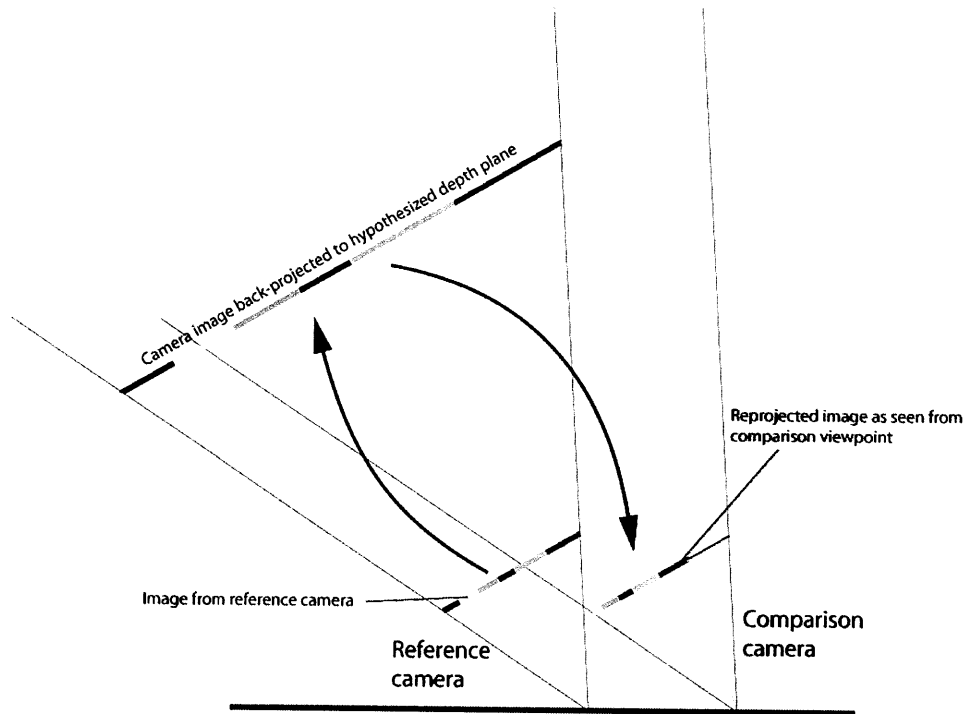 Camera image back-projected to hypothesized depth plane
Reprojected image as seen from
comparison viewpoint
Image from reference camera
Reference
camera
Comparison
camera